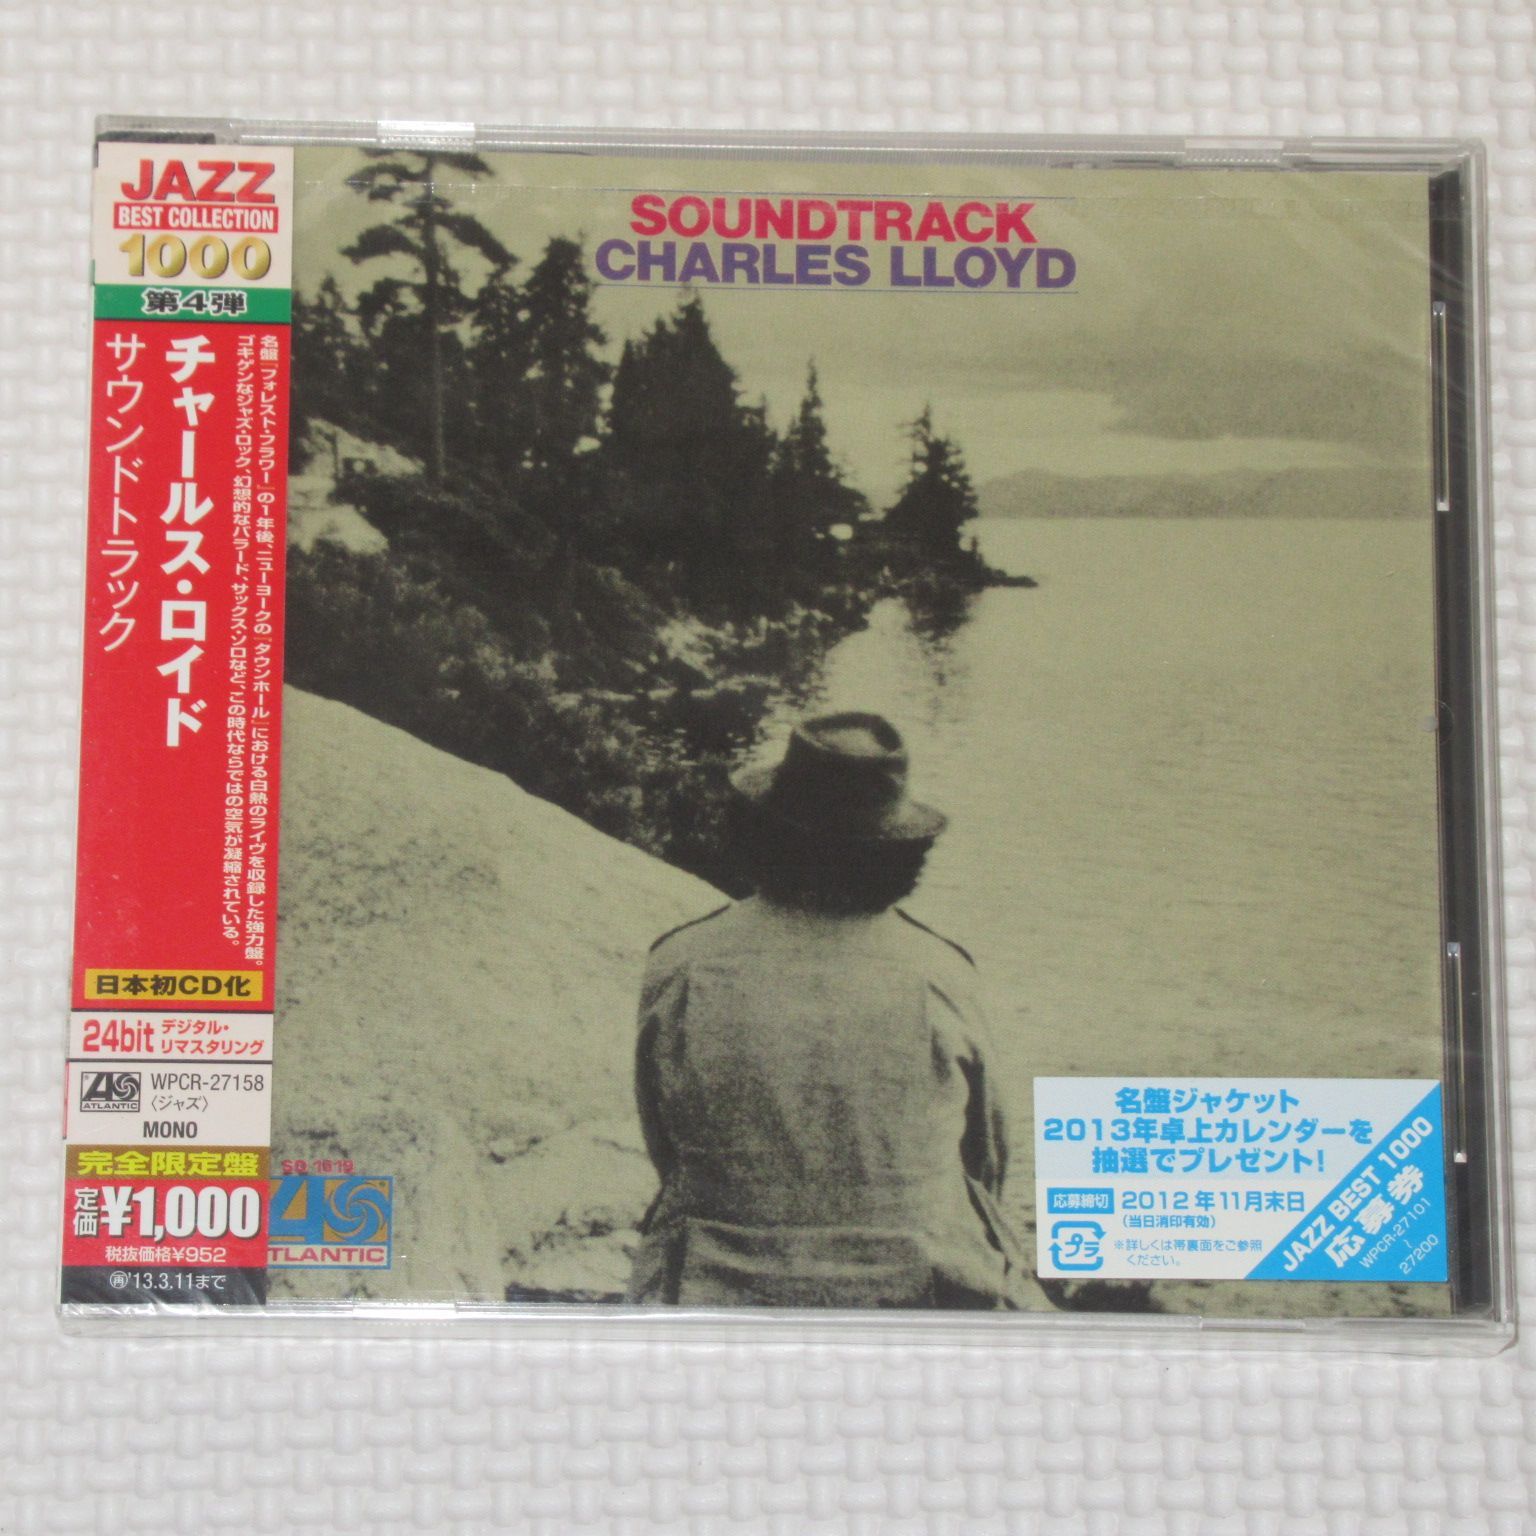 JAZZ
BEST COLLECTION
1000
第4弾
チャールス・ロイド
サウンドトラック
名盤『フォレスト・フラワー』の1年後、ニューヨークの『タウンホール』における白熱のライヴを収録した強力盤。
ゴキゲンなジャズ・ロック、幻想的なバラード、サックス・ソロなど、この時代ならではの空気が凝縮されている。
日本初CD化
24bit デジタル・
リマスタリング
ATLANTIC
WPCR-27158
〈ジャズ〉
MONO
完全限定盤
定価¥1,000
税抜価格¥952
再'13.3.11まで
SOUNDTRACK
CHARLES LLOYD
SD 1619
ATLANTIC
名盤ジャケット
2013年卓上カレンダーを
抽選でプレゼント!
応募締切 2012年11月末日
(当日消印有効)
プラ
※詳しくは帯裏面をご参照
ください。
JAZZ BEST 1000
応募券
WPCR-27101
~
27200